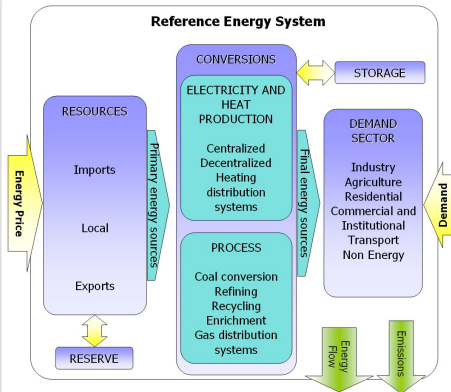 Reference Energy System
Energy Price
RESOURCES
Imports
Local
Exports
RESERVE
Primary energy sources
CONVERSIONS
ELECTRICITY AND
HEAT
PRODUCTION
Centralized
Decentralized
Heating
distribution
systems
PROCESS
Coal conversion
Refining
Recycling
Enrichment
Gas distribution
systems
Final energy sources
STORAGE
DEMAND
SECTOR
Industry
Agriculture
Residential
Commercial and
Institutional
Transport
Non Energy
Demand
Energy
Flow
Emissions